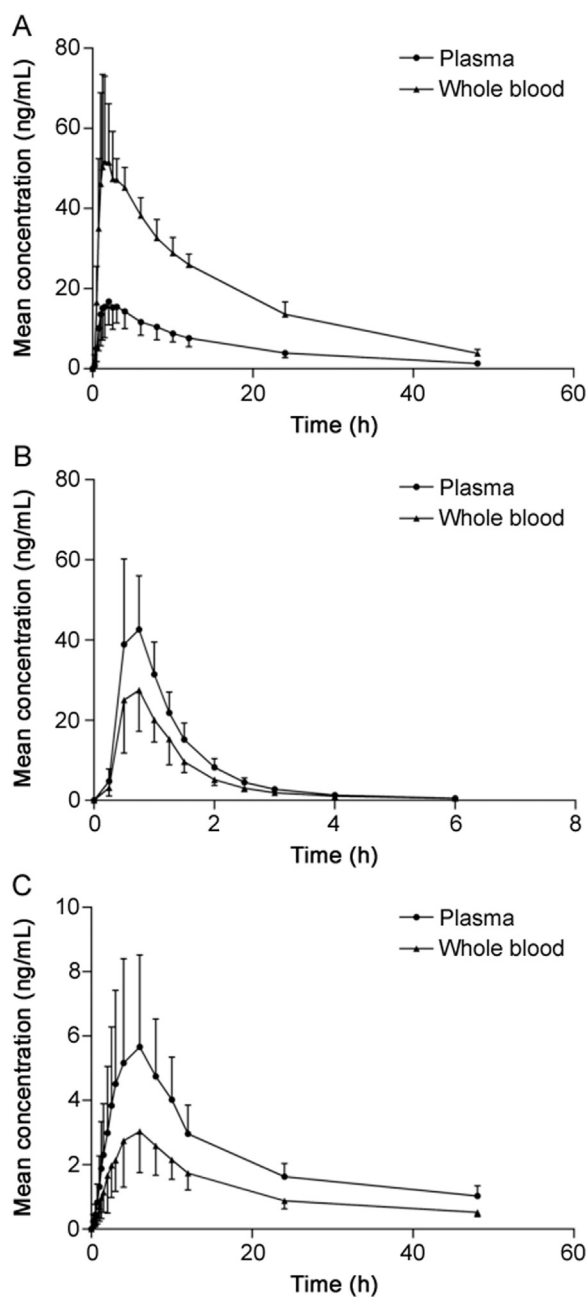 A
Mean concentration (ng/mL)
80
60
40
20
0
Plasma
Whole blood
0 20 40 60
Time (h)
B
Mean concentration (ng/mL)
80
60
40
20
0
Plasma
Whole blood
0 2 4 6 8
Time (h)
C
Mean concentration (ng/mL)
10
8
6
4
2
0
Plasma
Whole blood
0 20 40 60
Time (h)